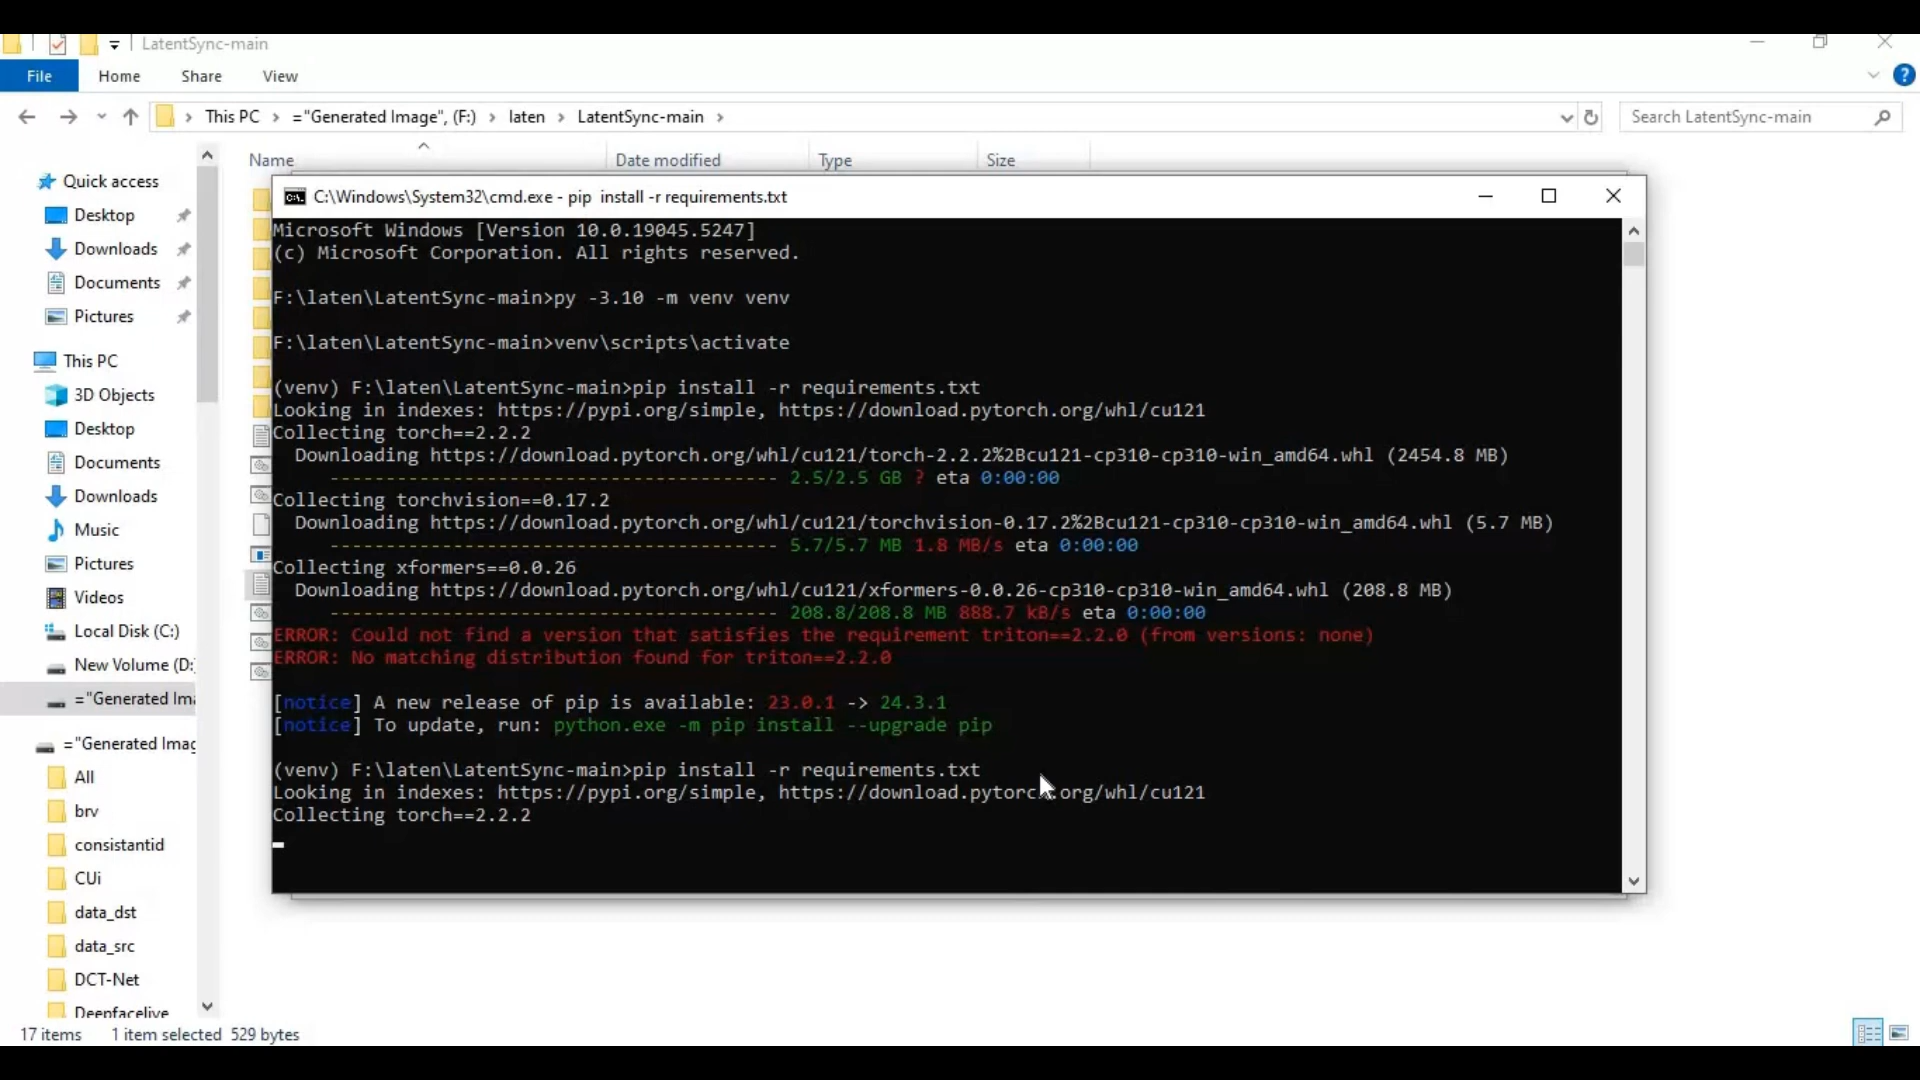 LatentSync-main
File Home Share View
This PC > ="Generated Image", (F:) > laten > LatentSync-main >
Search LatentSync-main
Name Date modified Type Size
Quick access
Desktop
Downloads
Documents
Pictures
This PC
3D Objects
Desktop
Documents
Downloads
Music
Pictures
Videos
Local Disk (C:)
New Volume (D:
="Generated Ima
="Generated Imag
All
brv
consistantid
CUi
data_dst
data_src
DCT-Net
Deepfacelive
C:\Windows\System32\cmd.exe - pip  install -r requirements.txt
Microsoft Windows [Version 10.0.19045.5247]
(c) Microsoft Corporation. All rights reserved.
F:\laten\LatentSync-main>py -3.10 -m venv venv
F:\laten\LatentSync-main>venv\scripts\activate
(venv) F:\laten\LatentSync-main>pip install -r requirements.txt
Looking in indexes: https://pypi.org/simple, https://download.pytorch.org/whl/cu121
Collecting torch==2.2.2
Downloading https://download.pytorch.org/whl/cu121/torch-2.2.2%2Bcu121-cp310-cp310-win_amd64.whl (2454.8 MB)
---------------------------------------- 2.5/2.5 GB ? eta 0:00:00
Collecting torchvision==0.17.2
Downloading https://download.pytorch.org/whl/cu121/torchvision-0.17.2%2Bcu121-cp310-cp310-win_amd64.whl (5.7 MB)
---------------------------------------- 5.7/5.7 MB 1.8 MB/s eta 0:00:00
Collecting xformers==0.0.26
Downloading https://download.pytorch.org/whl/cu121/xformers-0.0.26-cp310-cp310-win_amd64.whl (208.8 MB)
---------------------------------------- 208.8/208.8 MB 888.7 kB/s eta 0:00:00
ERROR: Could not find a version that satisfies the requirement triton==2.2.0 (from versions: none)
ERROR: No matching distribution found for triton==2.2.0
[notice] A new release of pip is available: 23.0.1 -> 24.3.1
[notice] To update, run: python.exe -m pip install --upgrade pip
(venv) F:\laten\LatentSync-main>pip install -r requirements.txt
Looking in indexes: https://pypi.org/simple, https://download.pytorch.org/whl/cu121
Collecting torch==2.2.2
17 items 1 item selected 529 bytes